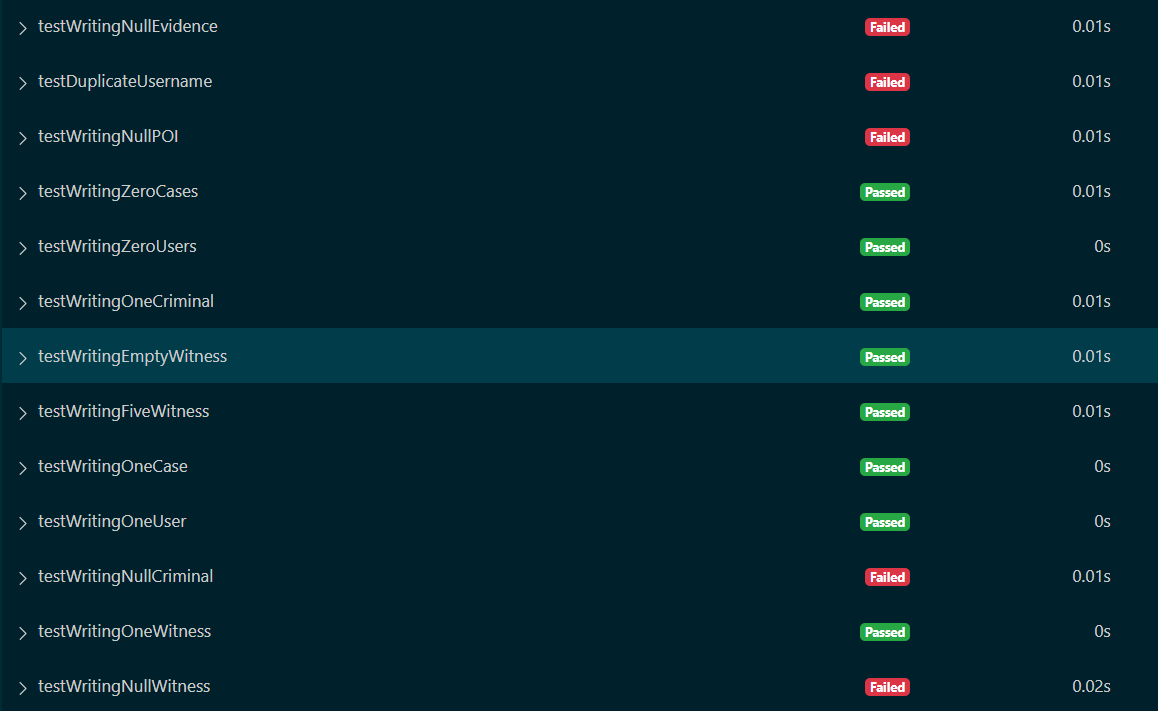 testWritingNullEvidence Failed 0.01s
testDuplicateUsername Failed 0.01s
testWritingNullPOI Failed 0.01s
testWritingZeroCases Passed 0.01s
testWritingZeroUsers Passed 0s
testWritingOneCriminal Passed 0.01s
testWritingEmptyWitness Passed 0.01s
testWritingFiveWitness Passed 0.01s
testWritingOneCase Passed 0s
testWritingOneUser Passed 0s
testWritingNullCriminal Failed 0.01s
testWritingOneWitness Passed 0s
testWritingNullWitness Failed 0.02s